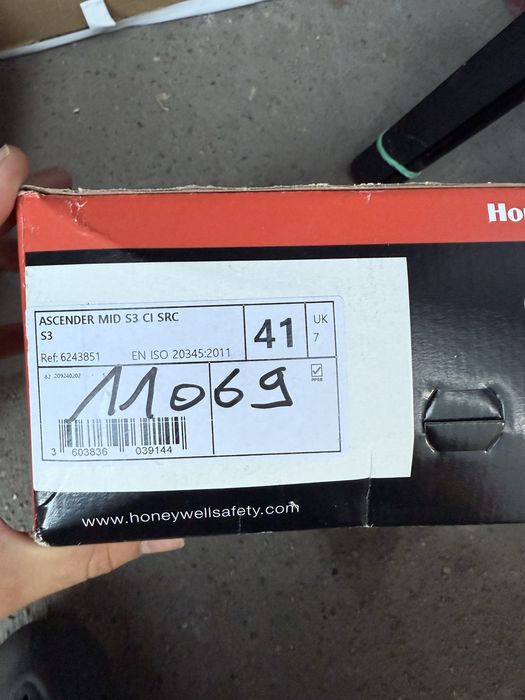 Ho
ASCENDER MID S3 CI SRC
S3
Ref: 6243851 EN ISO 20345:2011
41
UK
7
11069
3 603836 039144
www.honeywellsafety.com